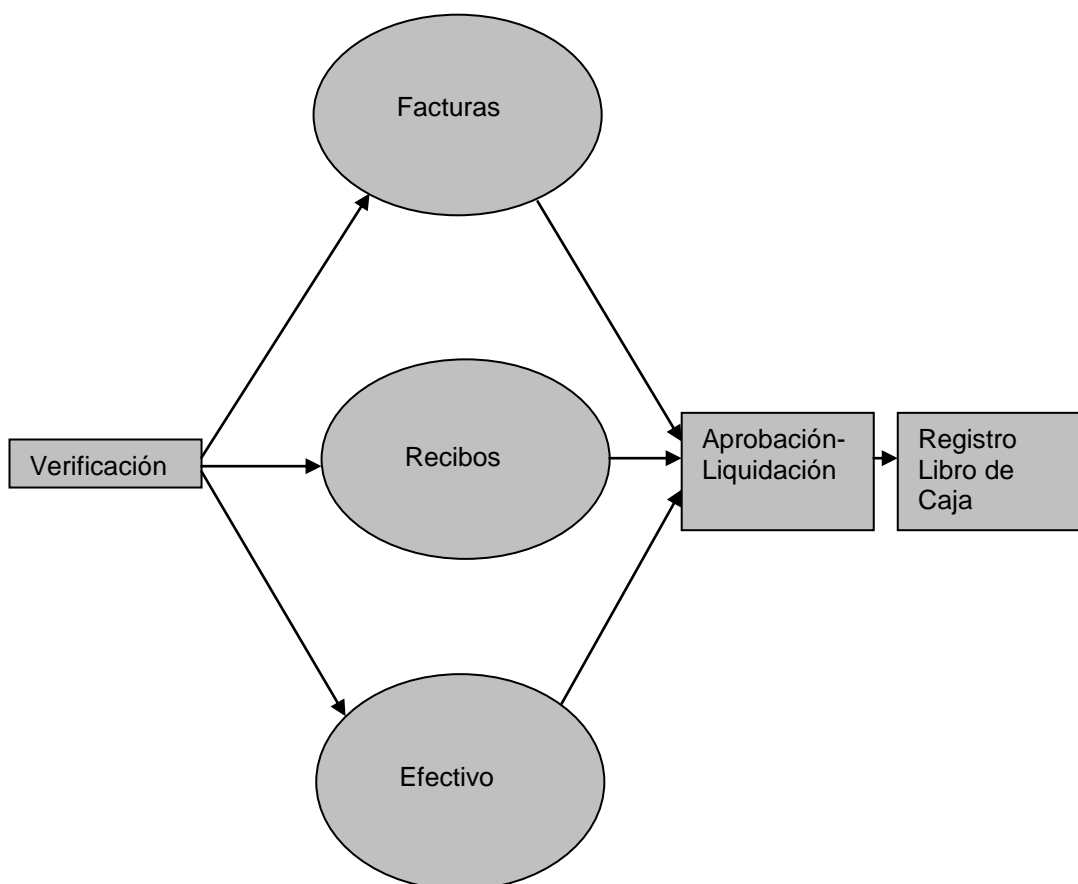 Facturas
Verificación
Recibos
Aprobación-
Liquidación
Registro
Libro de
Caja
Efectivo